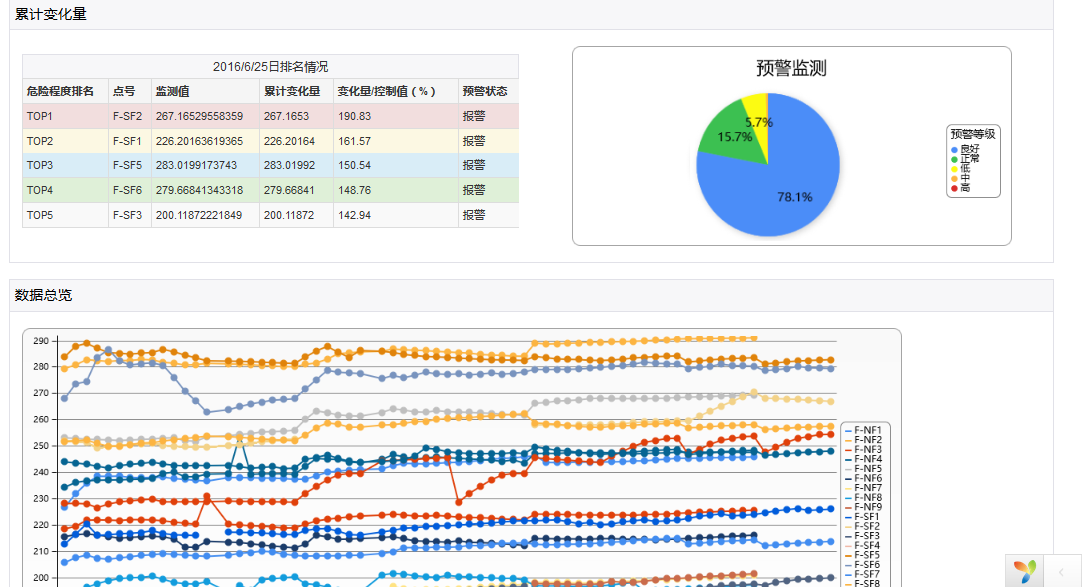 累计变化量
2016/6/25日排名情况
危险程度排名 点号 监测值 累计变化量 变化量/控制值（%） 预警状态
TOP1 F-SF2 267.16529558359 267.1653 190.83 报警
TOP2 F-SF1 226.20163619365 226.20164 161.57 报警
TOP3 F-SF5 283.0199173743 283.01992 150.54 报警
TOP4 F-SF6 279.66841343318 279.66841 148.76 报警
TOP5 F-SF3 200.11872221849 200.11872 142.94 报警
预警监测
5.7%
15.7%
78.1%
预警等级
良好
正常
低
中
高
数据总览
290
280
270
260
250
240
230
220
210
200
F-NF1
F-NF2
F-NF3
F-NF4
F-NF5
F-NF6
F-NF7
F-NF8
F-NF9
F-SF1
F-SF2
F-SF3
F-SF4
F-SF5
F-SF6
F-SF7
F-SF8